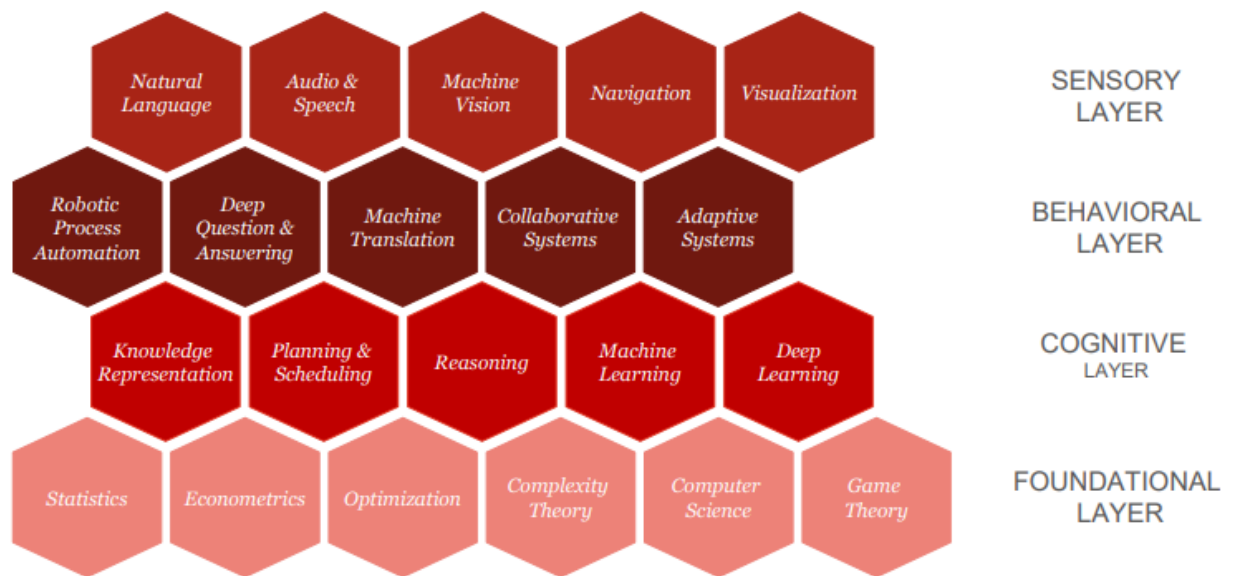 Natural
Language
Audio &
Speech
Machine
Vision
Navigation
Visualization
SENSORY
LAYER
Robotic
Process
Automation
Deep
Question &
Answering
Machine
Translation
Collaborative
Systems
Adaptive
Systems
BEHAVIORAL
LAYER
Knowledge
Representation
Planning &
Scheduling
Reasoning
Machine
Learning
Deep
Learning
COGNITIVE
LAYER
Statistics
Econometrics
Optimization
Complexity
Theory
Computer
Science
Game
Theory
FOUNDATIONAL
LAYER